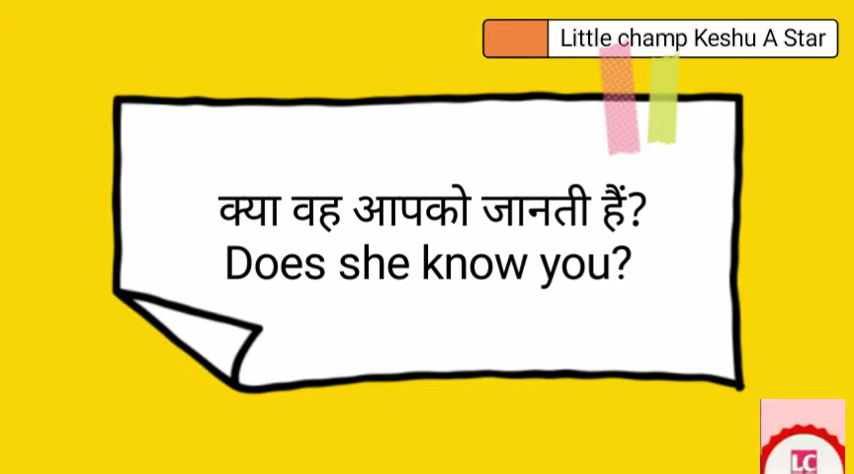 Little champ Keshu A Star
क्या वह आपको जानती हैं?
Does she know you?
LC